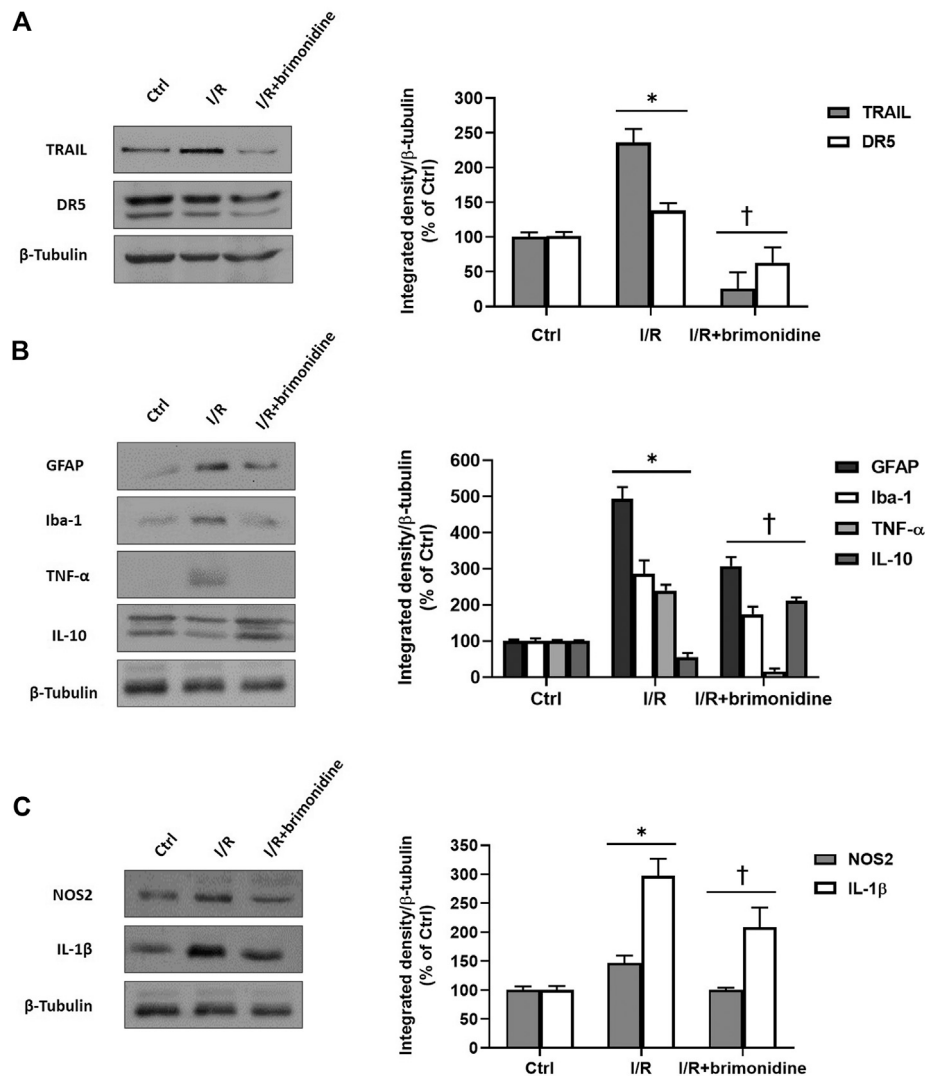 A
Ctrl
I/R
I/R+brimonidine
TRAIL
DR5
β-Tubulin
Integrated density/β-tubulin
(% of Ctrl)
300
250
200
150
100
50
0
*
†
Ctrl
I/R
I/R+brimonidine
TRAIL
DR5
B
Ctrl
I/R
I/R+brimonidine
GFAP
Iba-1
TNF-α
IL-10
β-Tubulin
Integrated density/β-tubulin
(% of Ctrl)
600
500
400
300
200
100
0
*
†
Ctrl
I/R
I/R+brimonidine
GFAP
Iba-1
TNF-α
IL-10
C
Ctrl
I/R
I/R+brimonidine
NOS2
IL-1β
β-Tubulin
Integrated density/β-tubulin
(% of Ctrl)
350
300
250
200
150
100
50
0
*
†
Ctrl
I/R
I/R+brimonidine
NOS2
IL-1β